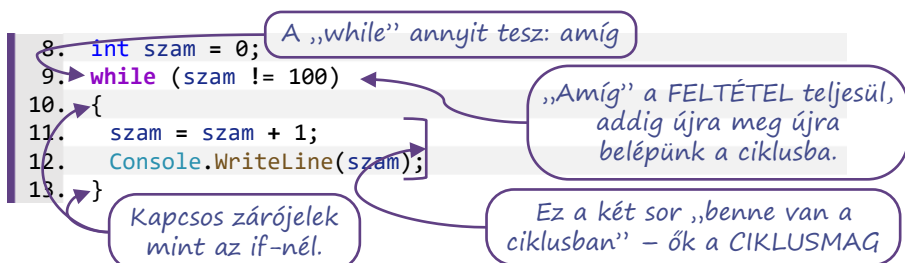 A „while” annyit tesz: amíg
8. int szam = 0;
9. while (szam != 100)
10. {
11. szam = szam + 1;
12. Console.WriteLine(szam);
13. }
„Amíg” a FELTÉTEL teljesül,
addig újra meg újra
belépünk a ciklusba.
Kapcsos zárójelek
mint az if-nél.
Ez a két sor „benne van a
ciklusban” – ők a CIKLUSMAG